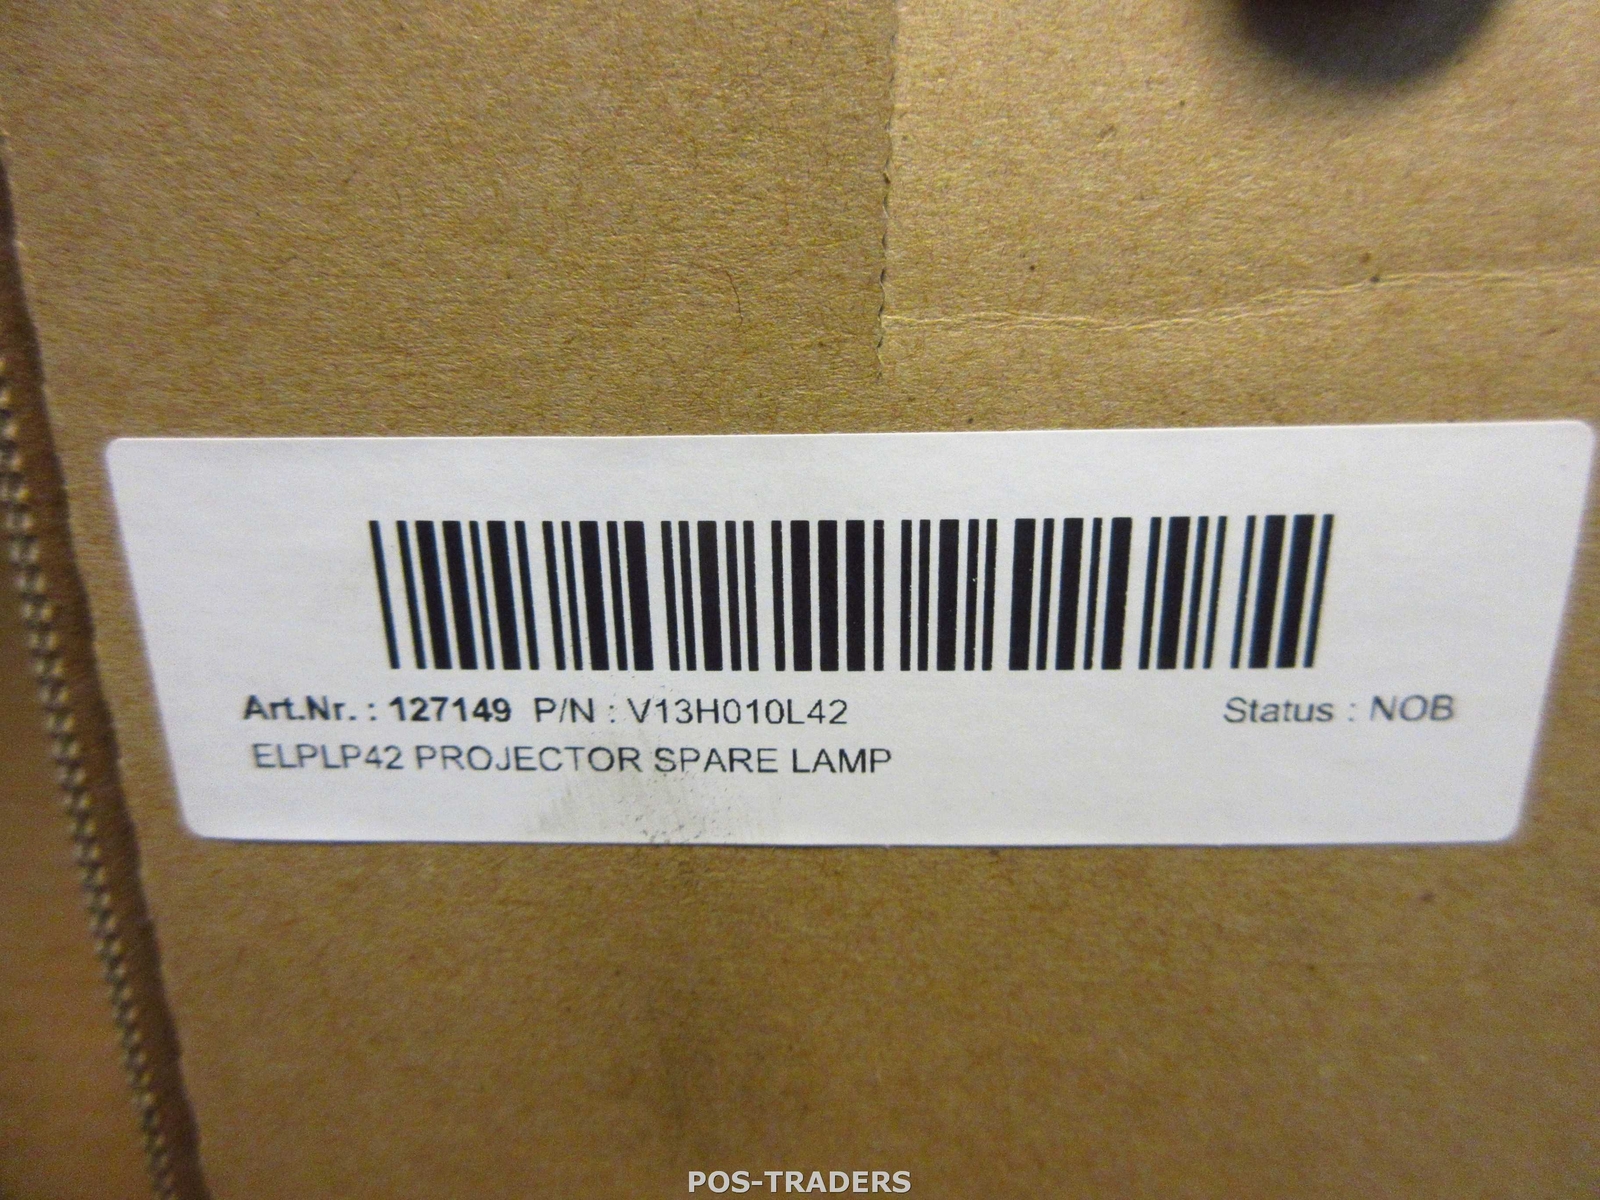 Art.Nr. : 127149 P/N : V13H010L42 Status : NOB
ELPLP42 PROJECTOR SPARE LAMP
POS-TRADERS